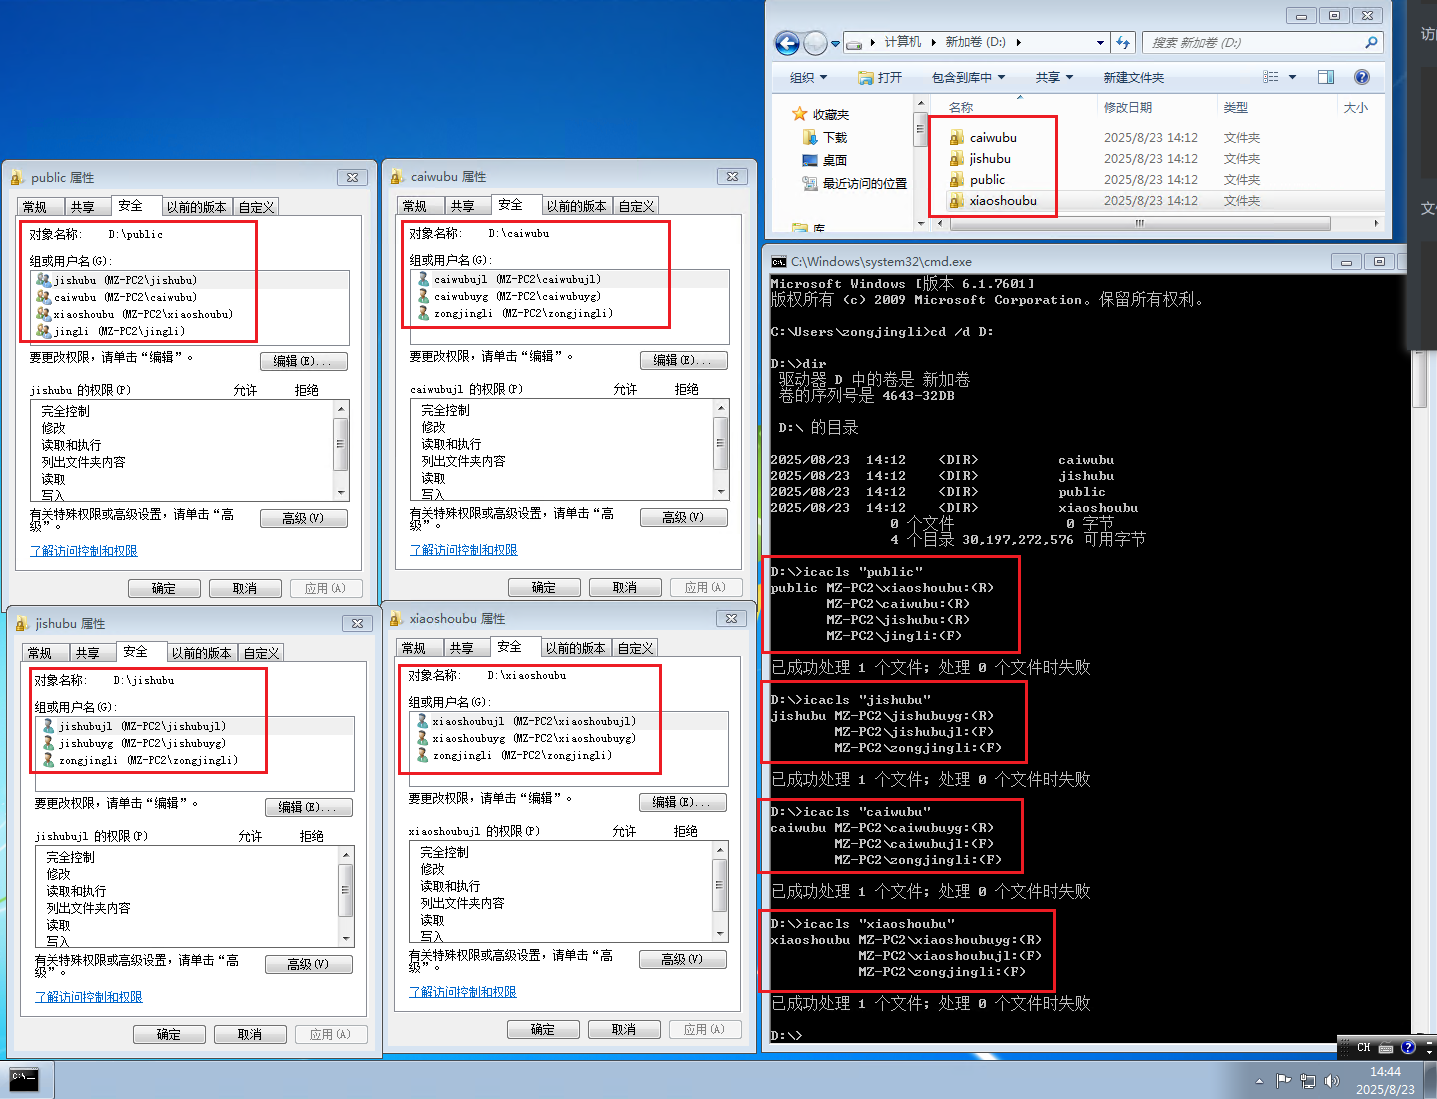 计算机 ▸ 新加卷 (D:) ▸
搜索 新加卷 (D:)
组织 打开 包含到库中 共享 新建文件夹
收藏夹
下载
桌面
最近访问的位置
库
名称 修改日期 类型 大小
caiwubu 2025/8/23 14:12 文件夹
jishubu 2025/8/23 14:12 文件夹
public 2025/8/23 14:12 文件夹
xiaoshoubu 2025/8/23 14:12 文件夹
public 属性
常规 共享 安全 以前的版本 自定义
对象名称: D:\public
组或用户名(G):
jishubu (MZ-PC2\jishubu)
caiwubu (MZ-PC2\caiwubu)
xiaoshoubu (MZ-PC2\xiaoshoubu)
jingli (MZ-PC2\jingli)
要更改权限，请单击“编辑”。
编辑(E)...
jishubu 的权限(P) 允许 拒绝
完全控制
修改
读取和执行
列出文件夹内容
读取
写入
有关特殊权限或高级设置，请单击“高
级”。
高级(V)
了解访问控制和权限
确定 取消 应用(A)
caiwubu 属性
常规 共享 安全 以前的版本 自定义
对象名称: D:\caiwubu
组或用户名(G):
caiwubujl (MZ-PC2\caiwubujl)
caiwubuyg (MZ-PC2\caiwubuyg)
zongjingli (MZ-PC2\zongjingli)
要更改权限，请单击“编辑”。
编辑(E)...
caiwubujl 的权限(P) 允许 拒绝
完全控制
修改
读取和执行
列出文件夹内容
读取
写入
有关特殊权限或高级设置，请单击“高
级”。
高级(V)
了解访问控制和权限
确定 取消 应用(A)
jishubu 属性
常规 共享 安全 以前的版本 自定义
对象名称: D:\jishubu
组或用户名(G):
jishubujl (MZ-PC2\jishubujl)
jishubuyg (MZ-PC2\jishubuyg)
zongjingli (MZ-PC2\zongjingli)
要更改权限，请单击“编辑”。
编辑(E)...
jishubujl 的权限(P) 允许 拒绝
完全控制
修改
读取和执行
列出文件夹内容
读取
写入
有关特殊权限或高级设置，请单击“高
级”。
高级(V)
了解访问控制和权限
确定 取消 应用(A)
xiaoshoubu 属性
常规 共享 安全 以前的版本 自定义
对象名称: D:\xiaoshoubu
组或用户名(G):
xiaoshoubujl (MZ-PC2\xiaoshoubujl)
xiaoshoubuyg (MZ-PC2\xiaoshoubuyg)
zongjingli (MZ-PC2\zongjingli)
要更改权限，请单击“编辑”。
编辑(E)...
xiaoshoubujl 的权限(P) 允许 拒绝
完全控制
修改
读取和执行
列出文件夹内容
读取
写入
有关特殊权限或高级设置，请单击“高
级”。
高级(V)
了解访问控制和权限
确定 取消 应用(A)
C:\Windows\system32\cmd.exe
Microsoft Windows [版本 6.1.7601]
版权所有 (c) 2009 Microsoft Corporation。保留所有权利。
C:\Users\zongjingli>cd /d D:
D:\>dir
驱动器 D 中的卷是 新加卷
卷的序列号是 4643-32DB
D:\ 的目录
2025/08/23 14:12 <DIR> caiwubu
2025/08/23 14:12 <DIR> jishubu
2025/08/23 14:12 <DIR> public
2025/08/23 14:12 <DIR> xiaoshoubu
0 个文件 0 字节
4 个目录 30,197,272,576 可用字节
D:\>icacls "public"
public MZ-PC2\xiaoshoubu:(R)
MZ-PC2\caiwubu:(R)
MZ-PC2\jishubu:(R)
MZ-PC2\jingli:(F)
已成功处理 1 个文件; 处理 0 个文件时失败
D:\>icacls "jishubu"
jishubu MZ-PC2\jishubuyg:(R)
MZ-PC2\jishubujl:(F)
MZ-PC2\zongjingli:(F)
已成功处理 1 个文件; 处理 0 个文件时失败
D:\>icacls "caiwubu"
caiwubu MZ-PC2\caiwubuyg:(R)
MZ-PC2\caiwubujl:(F)
MZ-PC2\zongjingli:(F)
已成功处理 1 个文件; 处理 0 个文件时失败
D:\>icacls "xiaoshoubu"
xiaoshoubu MZ-PC2\xiaoshoubuyg:(R)
MZ-PC2\xiaoshoubujl:(F)
MZ-PC2\zongjingli:(F)
已成功处理 1 个文件; 处理 0 个文件时失败
D:\>
CH
14:44
2025/8/23